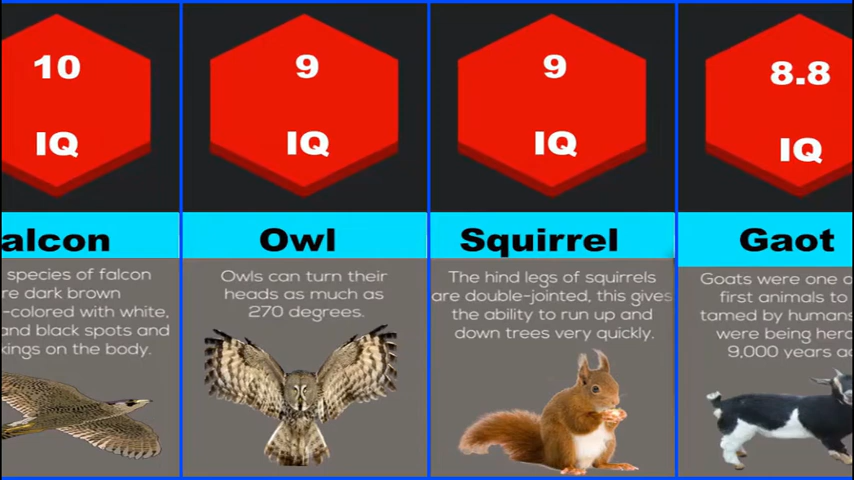 10
IQ
alcon
species of falcon
re dark brown
-colored with white,
and black spots and
kings on the body.
9
IQ
Owl
Owls can turn their
heads as much as
270 degrees.
9
IQ
Squirrel
The hind legs of squirrels
are double-jointed, this gives
the ability to run up and
down trees very quickly.
8.8
IQ
Gaot
Goats were one o
first animals to
tamed by humans
were being herd
9,000 years ag